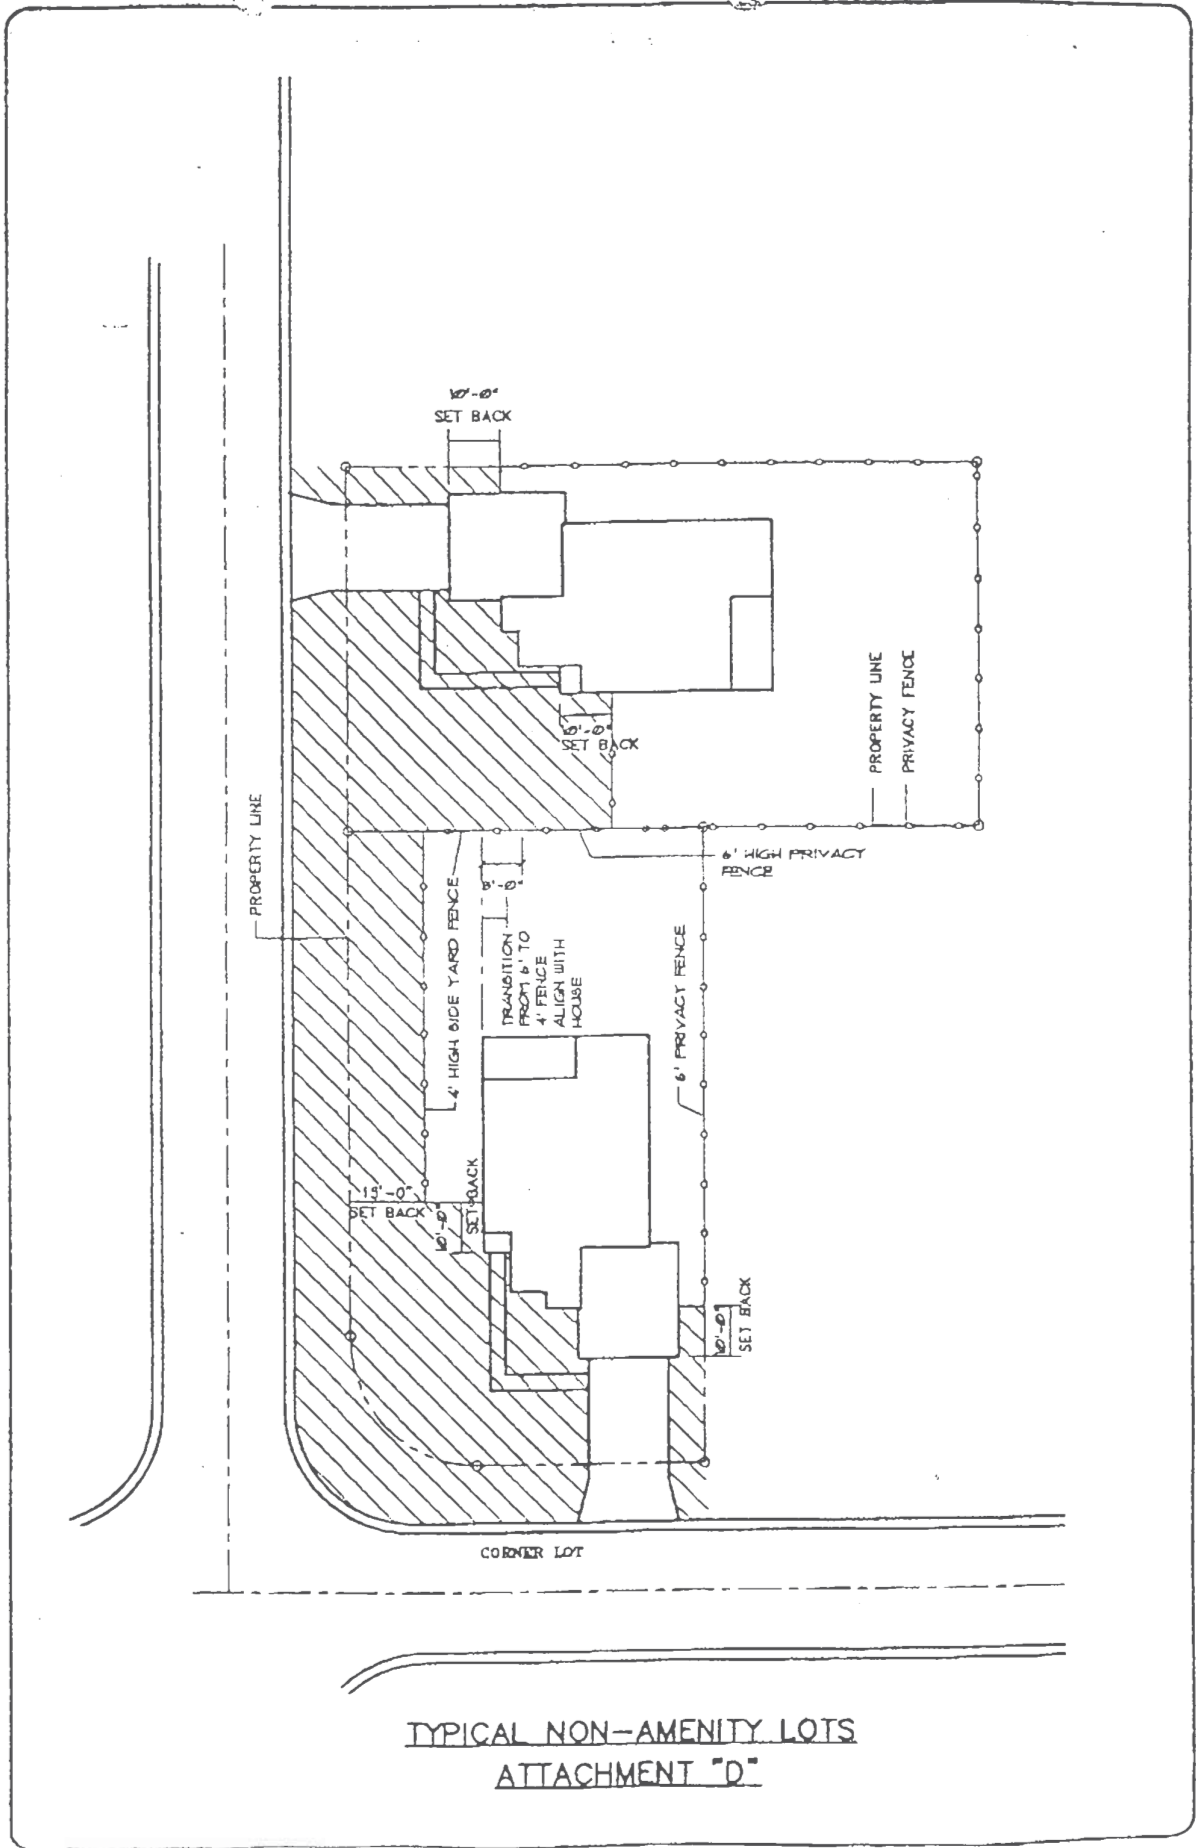 10'-0"
SET BACK
10'-0"
SET BACK
PROPERTY LINE
PRIVACY FENCE
PROPERTY LINE
6' HIGH PRIVACY
FENCE
4' HIGH SIDE YARD FENCE
TRANSITION
FROM 6' TO
4' FENCE
ALIGN WITH
HOUSE
6' PRIVACY FENCE
15'-0"
SET BACK
10'-0"
SET BACK
10'-0"
SET BACK
CORNER LOT
TYPICAL NON-AMENITY LOTS
ATTACHMENT "D"